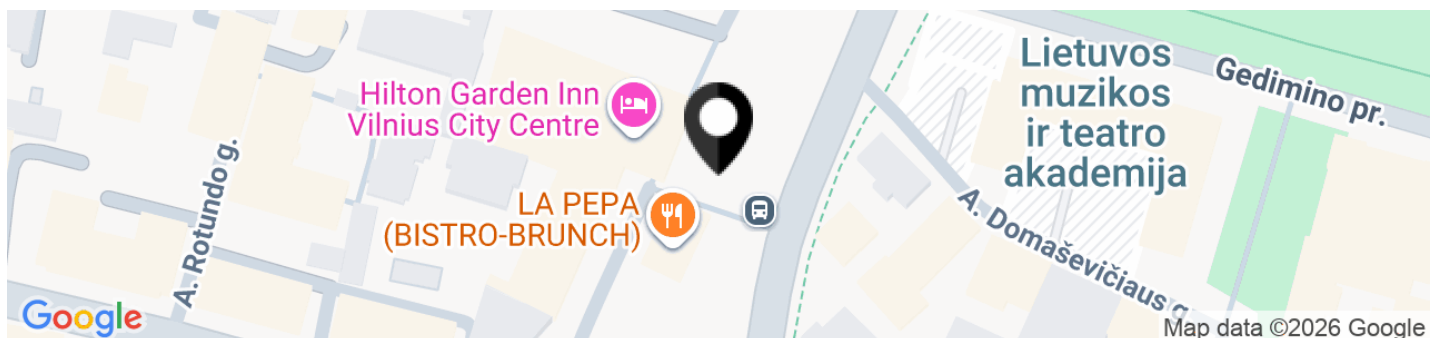 Hilton Garden Inn
Vilnius City Centre
LA PEPA
(BISTRO-BRUNCH)
A. Rotundo g.
Lietuvos
muzikos
ir teatro
akademija
Gedimino pr.
A. Domaševičiaus g.
Google
Map data ©2026 Google